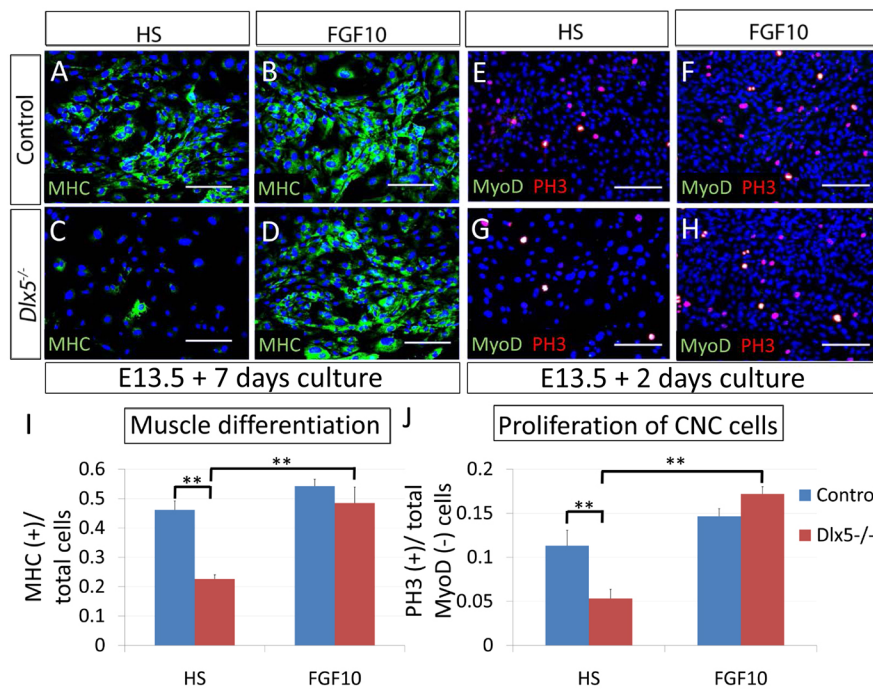 HS FGF10 HS FGF10
Control A B E F
MHC MHC MyoD PH3 MyoD PH3
Dlx5-/- C D G H
MHC MHC MyoD PH3 MyoD PH3
E13.5 + 7 days culture E13.5 + 2 days culture
I Muscle differentiation J Proliferation of CNC cells
MHC (+)/
total cells
0.6
0.5
0.4
0.3
0.2
0.1
0
** **
HS FGF10
PH3 (+)/ total
MyoD (-) cells
0.2
0.15
0.1
0.05
0
** **
HS FGF10
Contro
Dlx5-/-